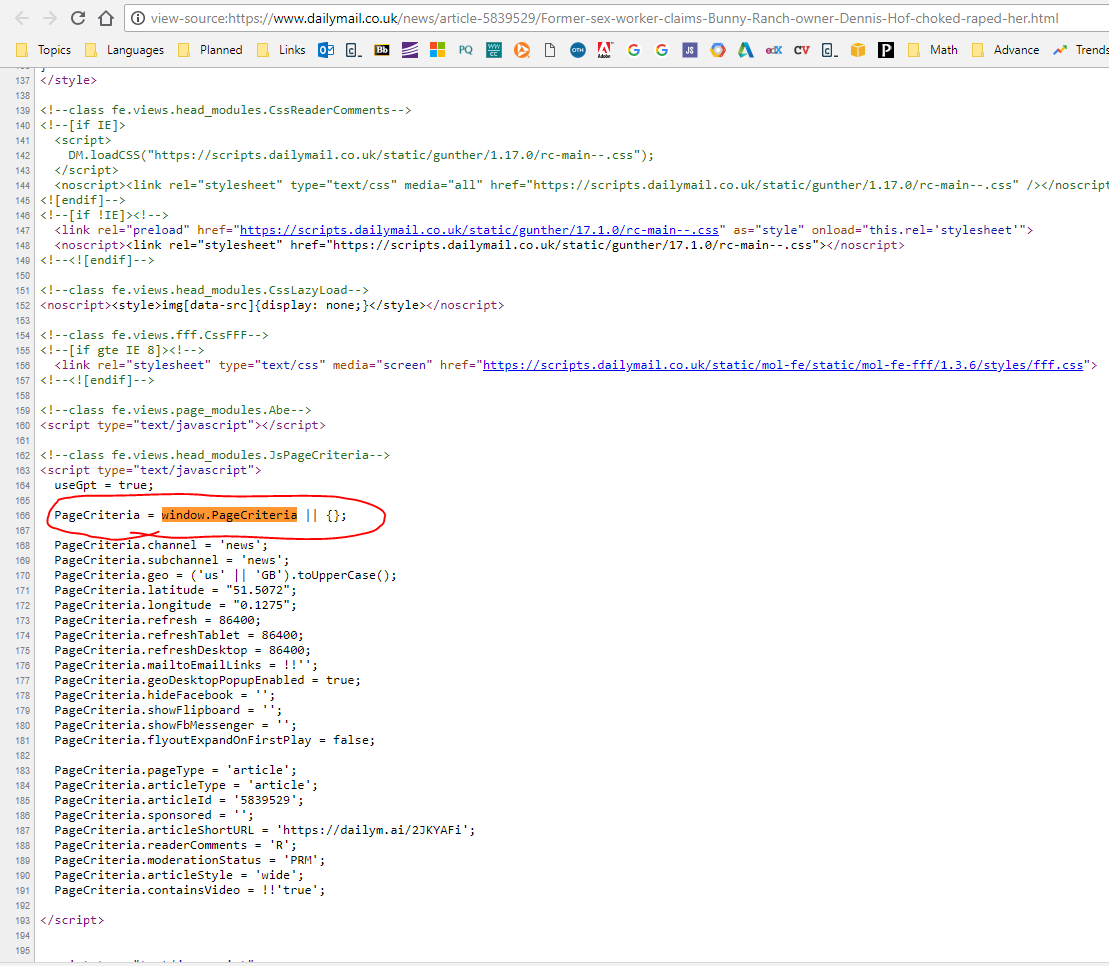 view-source:https://www.dailymail.co.uk/news/article-5839529/Former-sex-worker-claims-Bunny-Ranch-owner-Dennis-Hof-choked-raped-her.html
Topics Languages Planned Links Bb PQ WW CC OTH Adobe G G JS edX CV P Math Advance Trends
137 </style>
138
139 <!--class fe.views.head_modules.CssReaderComments-->
140 <!--[if IE]>
141 <script>
142 DM.loadCSS("https://scripts.dailymail.co.uk/static/gunther/1.17.0/rc-main--.css");
143 </script>
144 <noscript><link rel="stylesheet" type="text/css" media="all" href="https://scripts.dailymail.co.uk/static/gunther/1.17.0/rc-main--.css" /></noscript
145 <![endif]-->
146 <!--[if !IE]><!-->
147 <link rel="preload" href="https://scripts.dailymail.co.uk/static/gunther/17.1.0/rc-main--.css" as="style" onload="this.rel='stylesheet'">
148 <noscript><link rel="stylesheet" href="https://scripts.dailymail.co.uk/static/gunther/17.1.0/rc-main--.css"></noscript>
149 <!--<![endif]-->
150
151 <!--class fe.views.head_modules.CssLazyLoad-->
152 <noscript><style>img[data-src]{display: none;}</style></noscript>
153
154 <!--class fe.views.fff.CssFFF-->
155 <!--[if gte IE 8]><!-->
156 <link rel="stylesheet" type="text/css" media="screen" href="https://scripts.dailymail.co.uk/static/mol-fe/static/mol-fe-fff/1.3.6/styles/fff.css">
157 <!--<![endif]-->
158
159 <!--class fe.views.page_modules.Abe-->
160 <script type="text/javascript"></script>
161
162 <!--class fe.views.head_modules.JsPageCriteria-->
163 <script type="text/javascript">
164 useGpt = true;
165
166 PageCriteria = window.PageCriteria || {};
167
168 PageCriteria.channel = 'news';
169 PageCriteria.subchannel = 'news';
170 PageCriteria.geo = ('us' || 'GB').toUpperCase();
171 PageCriteria.latitude = "51.5072";
172 PageCriteria.longitude = "0.1275";
173 PageCriteria.refresh = 86400;
174 PageCriteria.refreshTablet = 86400;
175 PageCriteria.refreshDesktop = 86400;
176 PageCriteria.mailtoEmailLinks = !!'';
177 PageCriteria.geoDesktopPopupEnabled = true;
178 PageCriteria.hideFacebook = '';
179 PageCriteria.showFlipboard = '';
180 PageCriteria.showFbMessenger = '';
181 PageCriteria.flyoutExpandOnFirstPlay = false;
182
183 PageCriteria.pageType = 'article';
184 PageCriteria.articleType = 'article';
185 PageCriteria.articleId = '5839529';
186 PageCriteria.sponsored = '';
187 PageCriteria.articleShortURL = 'https://dailym.ai/2JKYAFi';
188 PageCriteria.readerComments = 'R';
189 PageCriteria.moderationStatus = 'PRM';
190 PageCriteria.articleStyle = 'wide';
191 PageCriteria.containsVideo = !!'true';
192
193 </script>
194
195